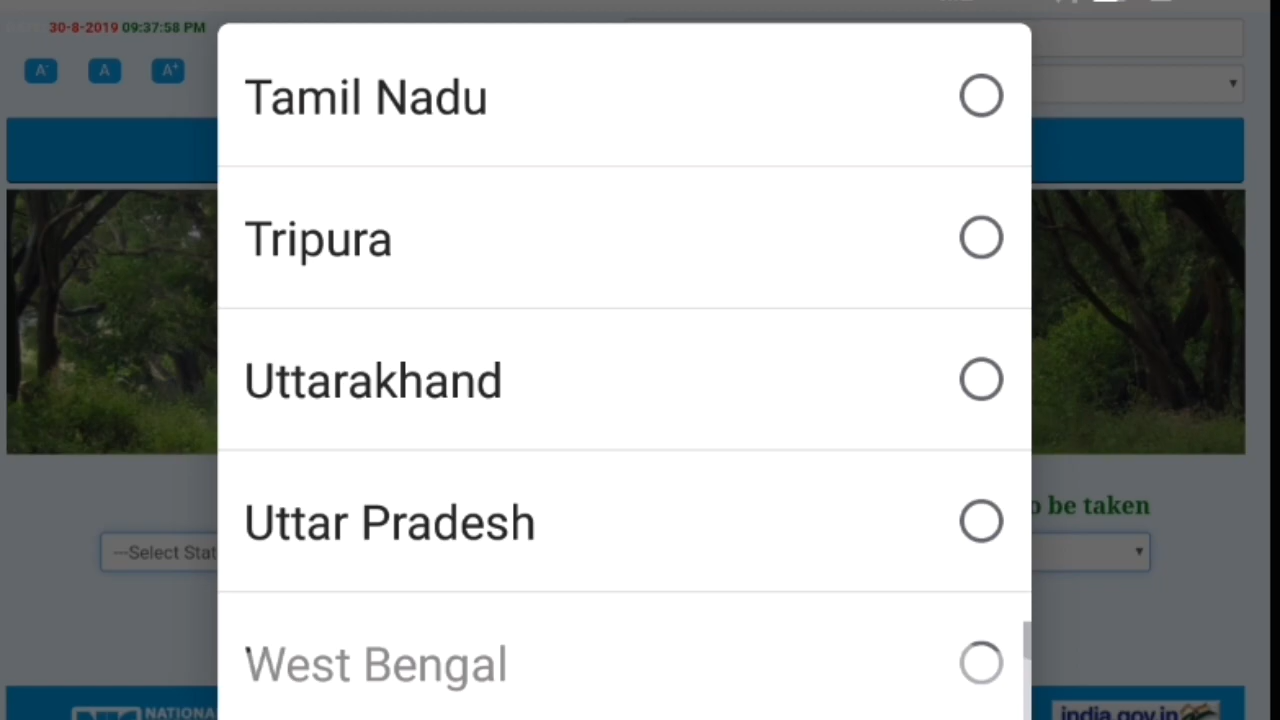 30-8-2019 09:37:58 PM
A-
A
A+
Tamil Nadu
Tripura
Uttarakhand
Uttar Pradesh
be taken
---Select Stat
West Bengal
NATIONA
india.gov.in